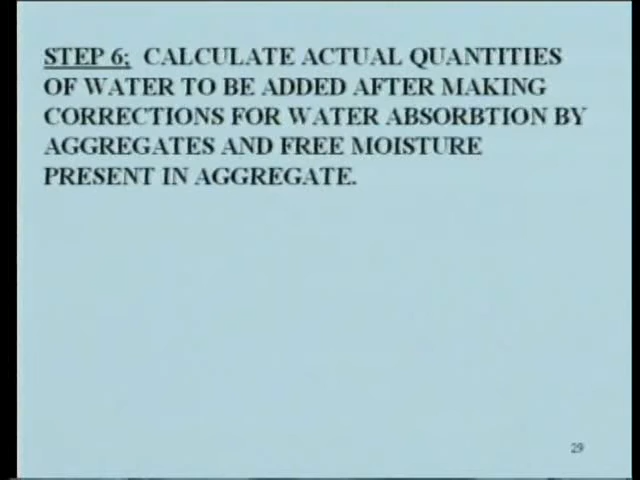 STEP 6; CALCULATE ACTUAL QUANTITIES
OF WATER TO BE ADDED AFTER MAKING
CORRECTIONS FOR WATER ABSORBTION BY
AGGREGATES AND FREE MOISTURE
PRESENT IN AGGREGATE.
29